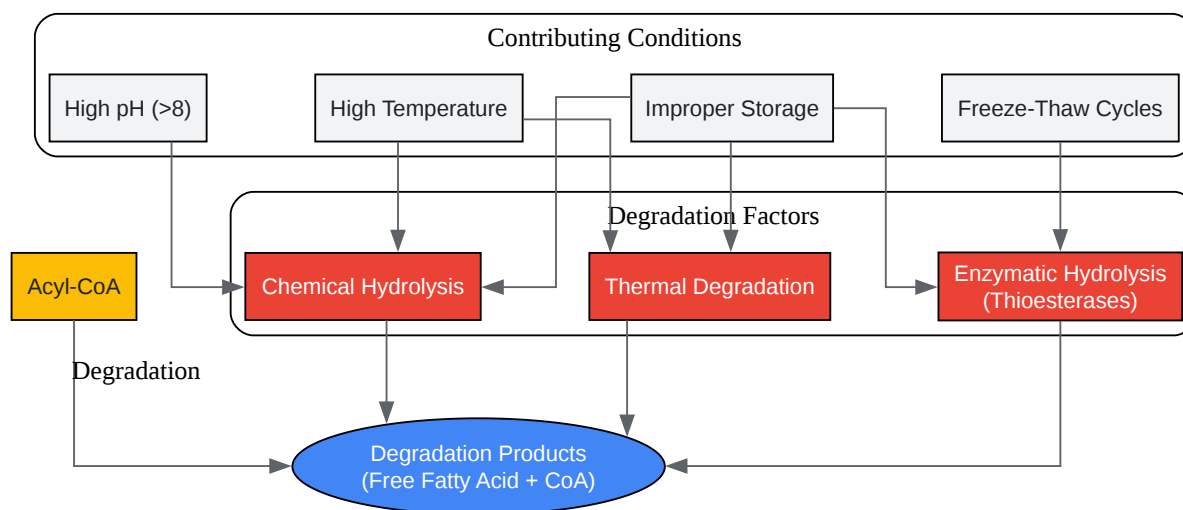 Contributing Conditions
High pH (>8)
High Temperature
Improper Storage
Freeze-Thaw Cycles
Degradation Factors
Acyl-CoA
Chemical Hydrolysis
Thermal Degradation
Enzymatic Hydrolysis
(Thioesterases)
Degradation
Degradation Products
(Free Fatty Acid + CoA)